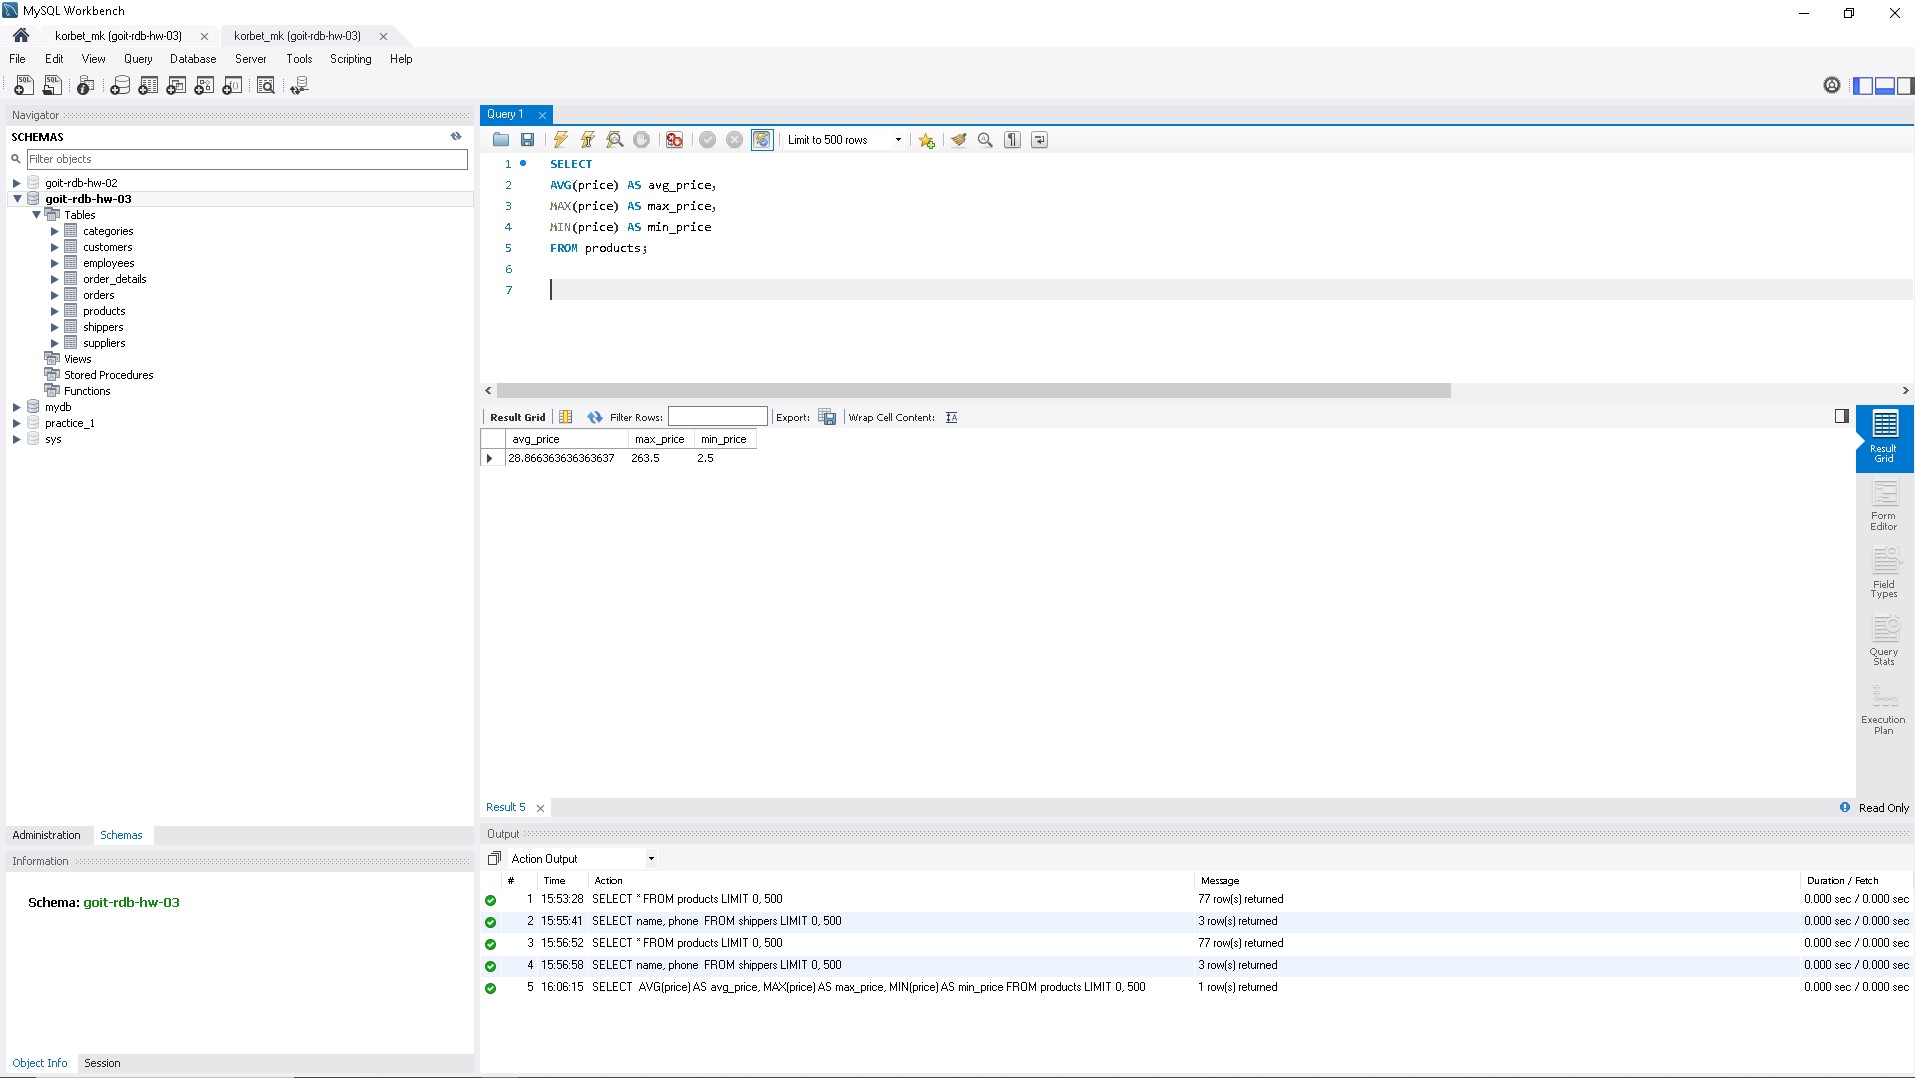 MySQL Workbench
korbet_mk (goit-rdb-hw-03)
korbet_mk (goit-rdb-hw-03)
File Edit View Query Database Server Tools Scripting Help
Navigator
SCHEMAS
Filter objects
goit-rdb-hw-02
goit-rdb-hw-03
Tables
categories
customers
employees
order_details
orders
products
shippers
suppliers
Views
Stored Procedures
Functions
mydb
practice_1
sys
Administration Schemas
Information
Schema: goit-rdb-hw-03
Object Info Session
Query 1
Limit to 500 rows
1 SELECT
2 AVG(price) AS avg_price,
3 MAX(price) AS max_price,
4 MIN(price) AS min_price
5 FROM products;
6
7
Result Grid Filter Rows: Export: Wrap Cell Content:
avg_price max_price min_price
28.866363636363637 263.5 2.5
Result Grid
Form Editor
Field Types
Query Stats
Execution Plan
Result 5 Read Only
Output
Action Output
# Time Action Message Duration / Fetch
1 15:53:28 SELECT * FROM products LIMIT 0, 500 77 row(s) returned 0.000 sec / 0.000 sec
2 15:55:41 SELECT name, phone  FROM shippers LIMIT 0, 500 3 row(s) returned 0.000 sec / 0.000 sec
3 15:56:52 SELECT * FROM products LIMIT 0, 500 77 row(s) returned 0.000 sec / 0.000 sec
4 15:56:58 SELECT name, phone  FROM shippers LIMIT 0, 500 3 row(s) returned 0.000 sec / 0.000 sec
5 16:06:15 SELECT  AVG(price) AS avg_price, MAX(price) AS max_price, MIN(price) AS min_price FROM products LIMIT 0, 500 1 row(s) returned 0.000 sec / 0.000 sec